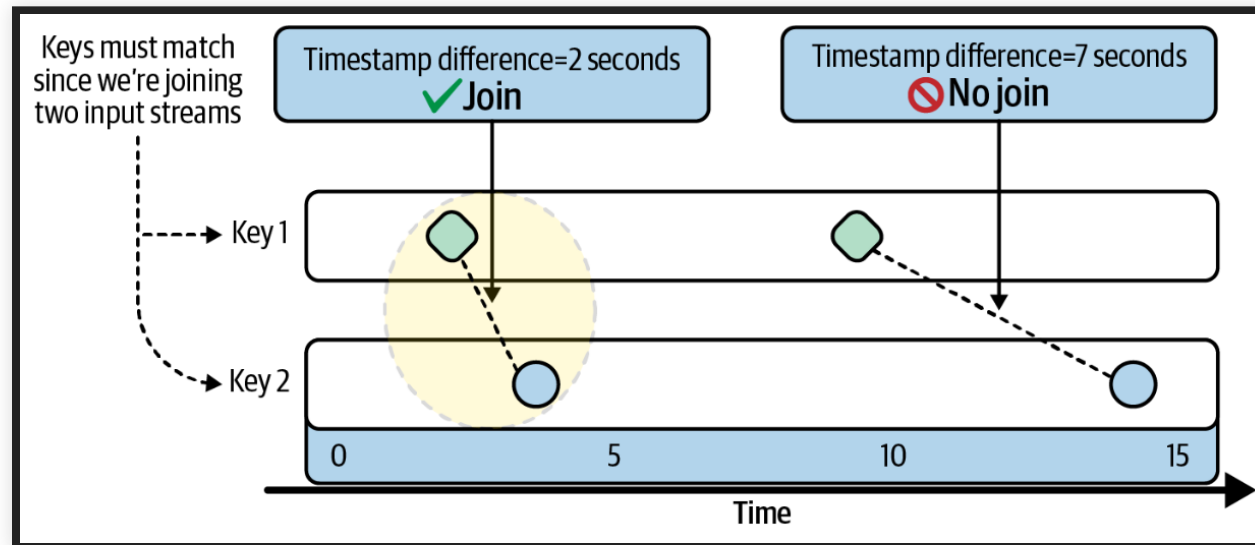 Keys must match
since we're joining
two input streams
Timestamp difference=2 seconds
Join
Timestamp difference=7 seconds
No join
Key 1
Key 2
0 5 10 15
Time